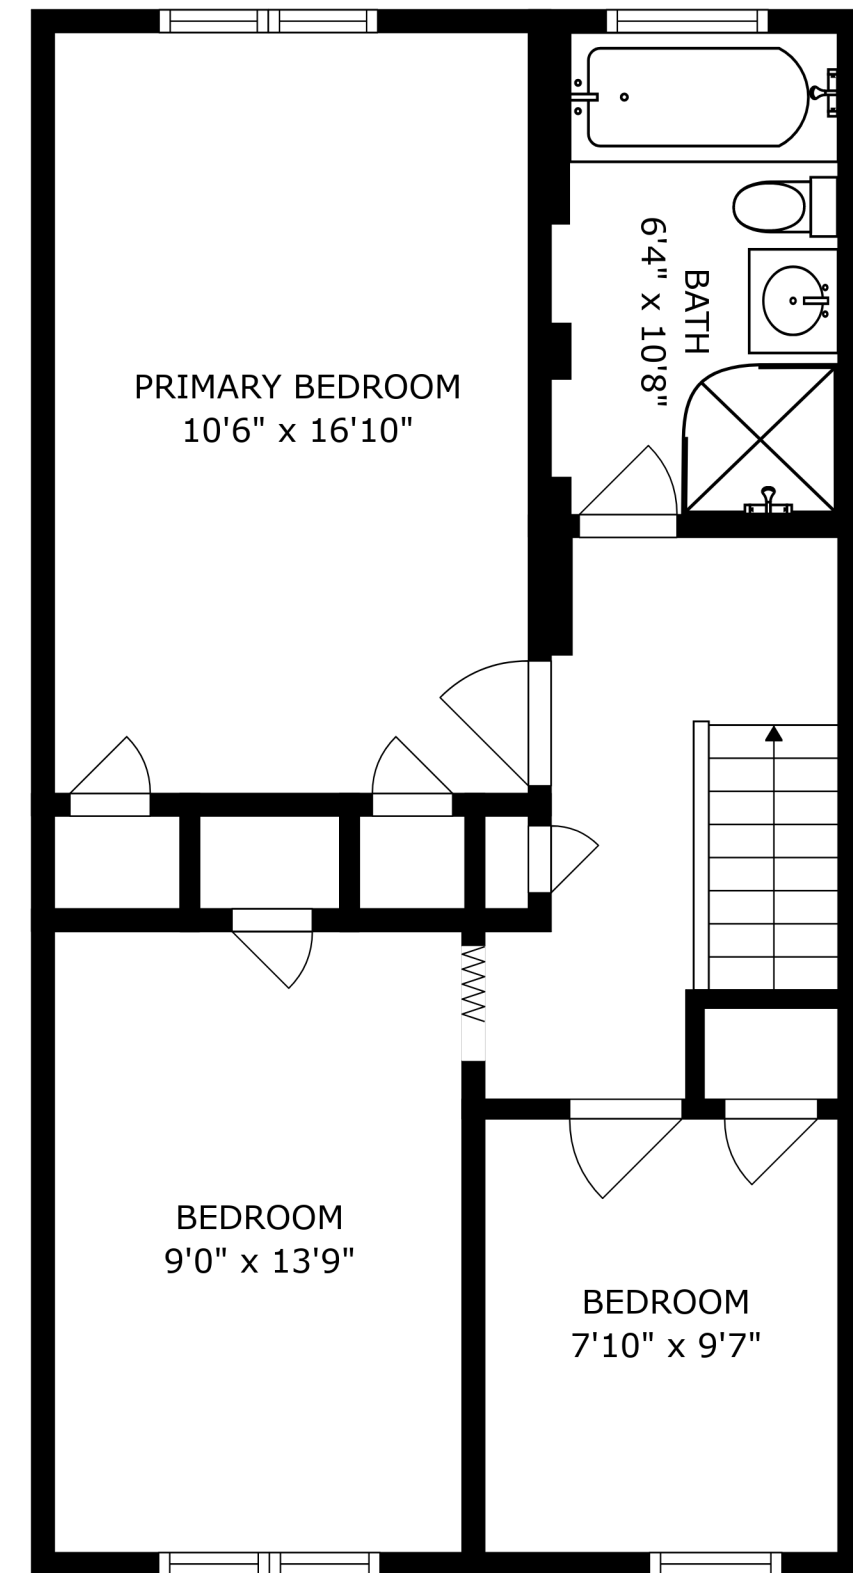 BATH
6'4" x 10'8"
PRIMARY BEDROOM
10'6" x 16'10"
BEDROOM
9'0" x 13'9"
BEDROOM
7'10" x 9'7"